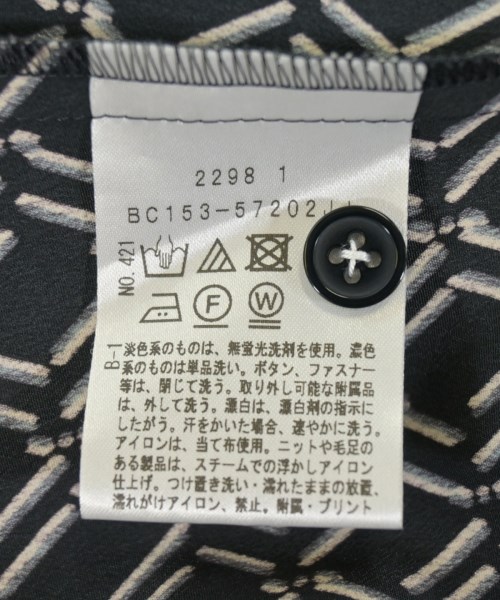 2298 1
BC153-57202
NO. 421
F
W
B-1
淡色系のものは、無蛍光洗剤を使用。濃色
系のものは単品洗い。ボタン、ファスナー
等は、閉じて洗う。取り外し可能な附属品
は、外して洗う。漂白は、漂白剤の指示に
したがう。汗をかいた場合、速やかに洗う。
アイロンは、当て布使用。ニットや毛足の
ある製品は、スチームでの浮かしアイロン
仕上げ。つけ置き洗い・濡れたままの放置、
濡れがけアイロン、禁止。附属・プリント